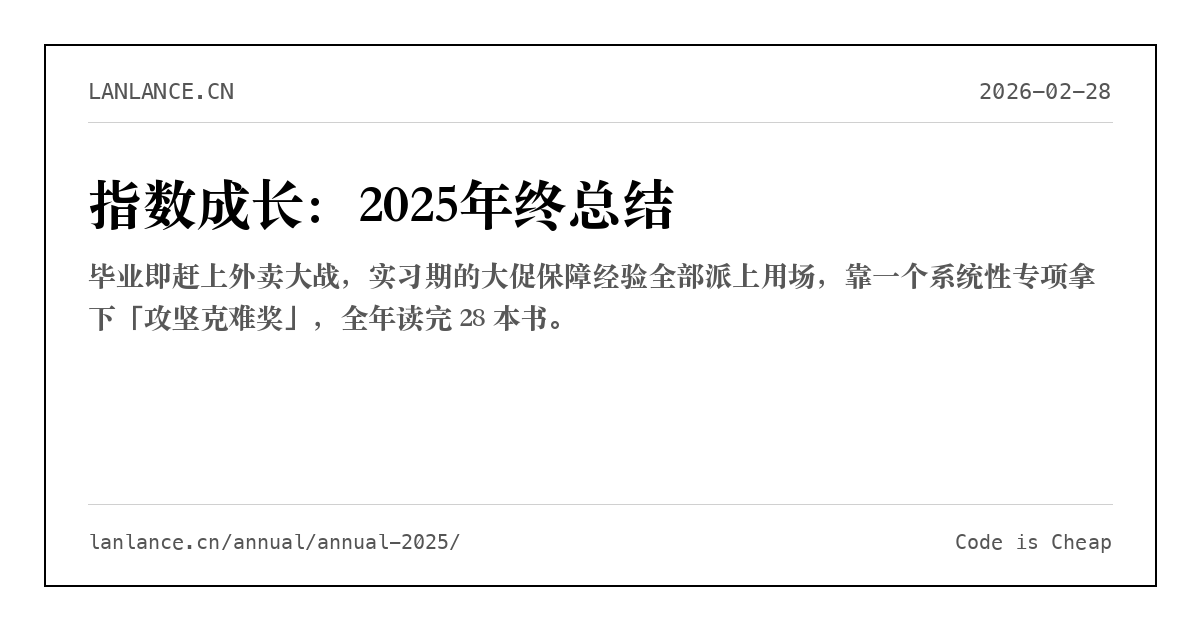 LANLANCE.CN
2026-02-28
指数成长：2025年终总结
毕业即赶上外卖大战，实习期的大促保障经验全部派上用场，靠一个系统性专项拿
下「攻坚克难奖」，全年读完 28 本书。
lanlance.cn/annual/annual-2025/
Code is Cheap